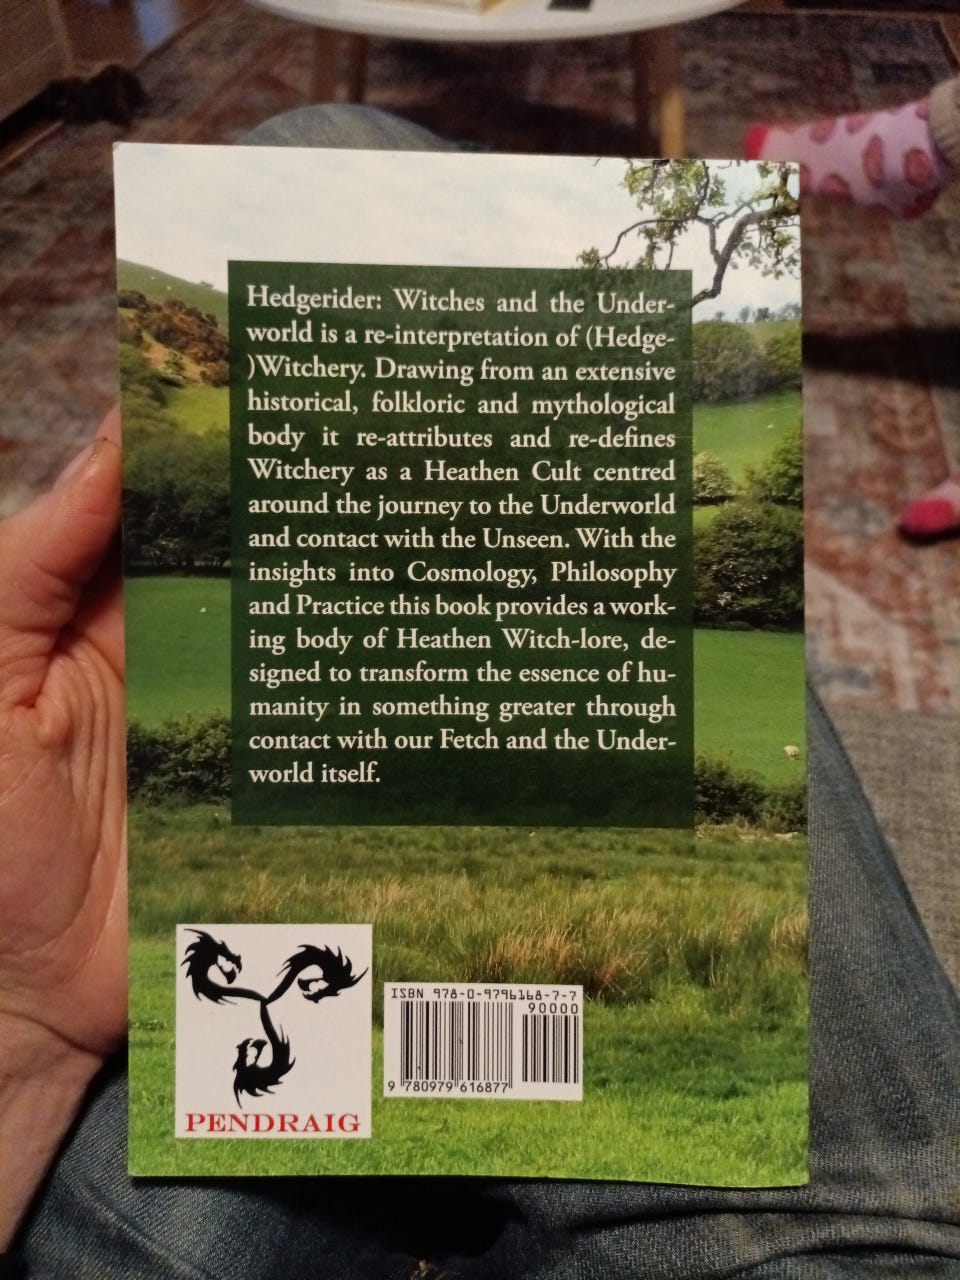 Hedgerider: Witches and the Under-
world is a re-interpretation of (Hedge-
)Witchery. Drawing from an extensive
historical, folkloric and mythological
body it re-attributes and re-defines
Witchery as a Heathen Cult centred
around the journey to the Underworld
and contact with the Unseen. With the
insights into Cosmology, Philosophy
and Practice this book provides a work-
ing body of Heathen Witch-lore, de-
signed to transform the essence of hu-
manity in something greater through
contact with our Fetch and the Under-
world itself.
PENDRAIG
ISBN 978-0-9796168-7-7
90000
9 780979 616877